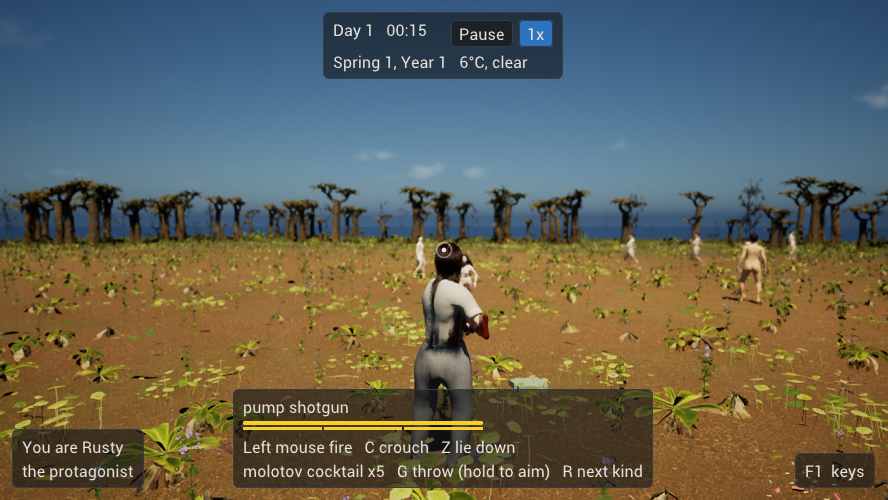 Day 1 00:15 Pause 1x
Spring 1, Year 1 6°C, clear
pump shotgun
Left mouse fire C crouch Z lie down
molotov cocktail x5 G throw (hold to aim) R next kind
You are Rusty
the protagonist
F1 keys